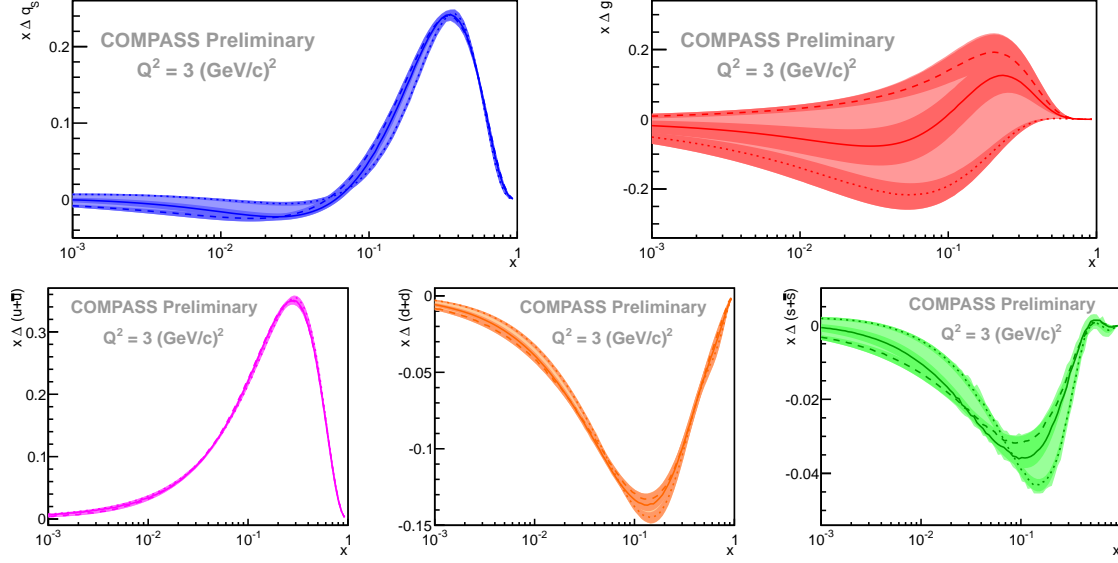 x Δ q_s
COMPASS Preliminary
Q² = 3 (GeV/c)²
0.2
0.1
0
10⁻³
10⁻²
10⁻¹
1
x
x Δ g
COMPASS Preliminary
Q² = 3 (GeV/c)²
0.2
0
-0.2
10⁻³
10⁻²
10⁻¹
1
x
x Δ (u+u̅)
COMPASS Preliminary
Q² = 3 (GeV/c)²
0.3
0.2
0.1
0
10⁻³
10⁻²
10⁻¹
1
x
x Δ (d+d)
COMPASS Preliminary
Q² = 3 (GeV/c)²
0
-0.05
-0.1
-0.15
10⁻³
10⁻²
10⁻¹
1
x
x Δ (s+s̅)
COMPASS Preliminary
Q² = 3 (GeV/c)²
0
-0.02
-0.04
10⁻³
10⁻²
10⁻¹
x